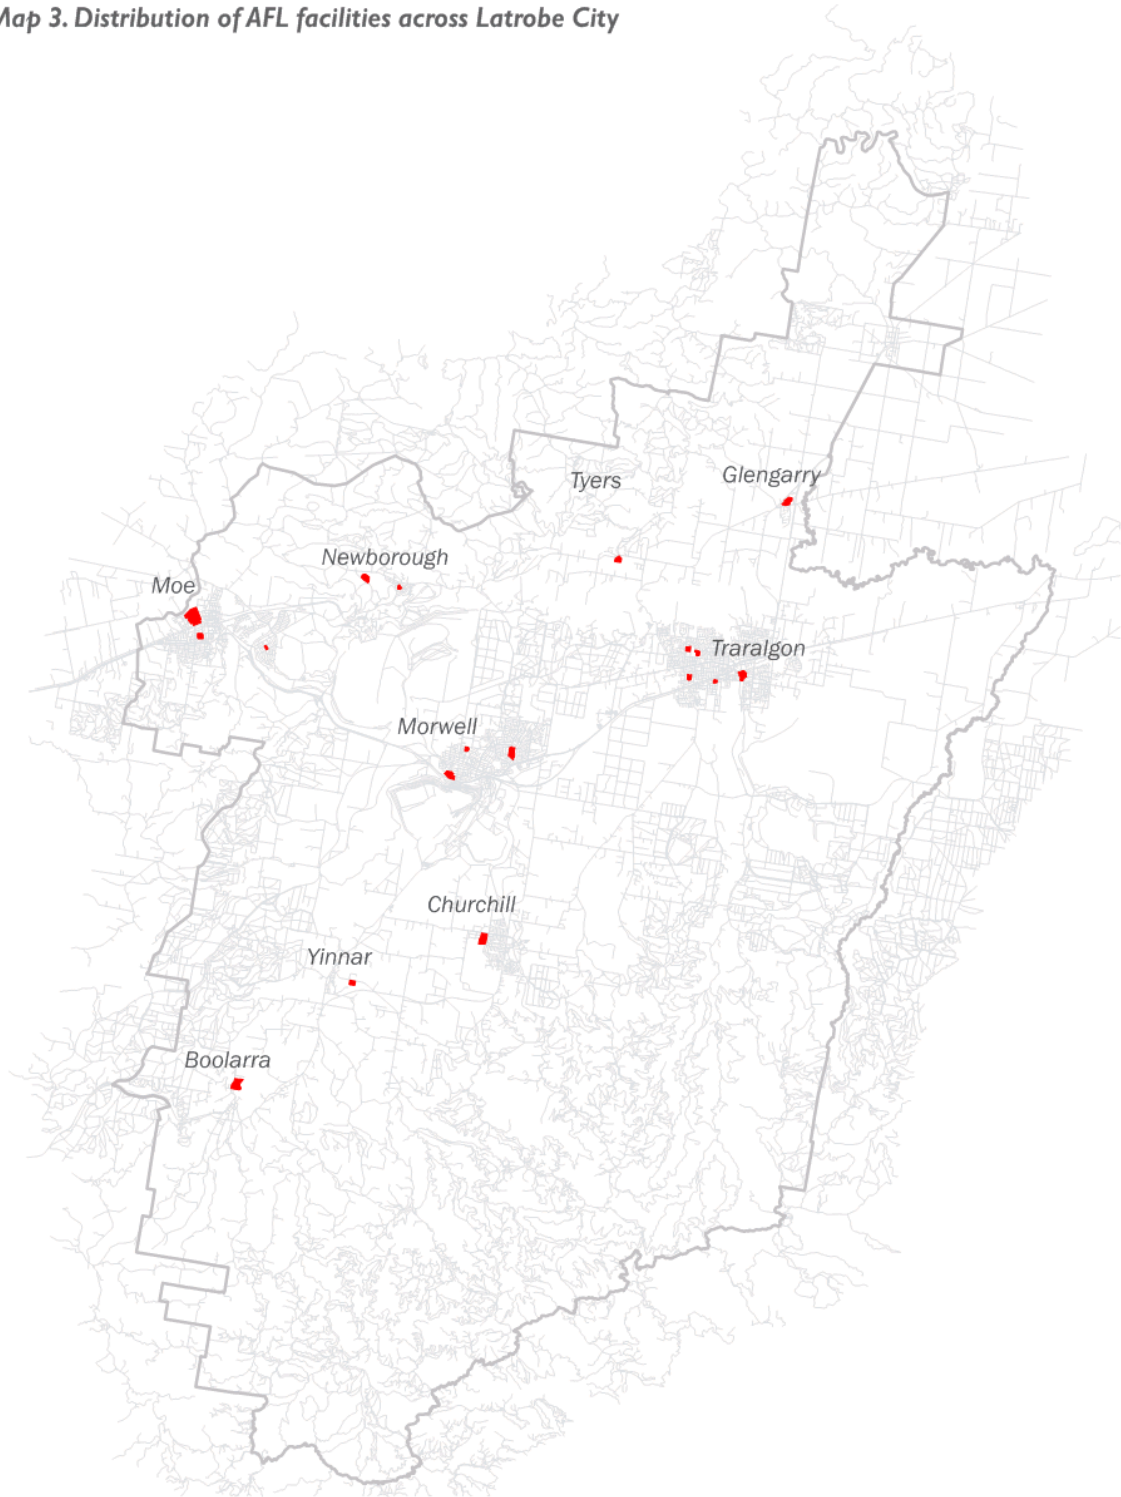 Map 3. Distribution of AFL facilities across Latrobe City
Tyers
Glengarry
Newborough
Moe
Traralgon
Morwell
Churchill
Yinnar
Boolarra